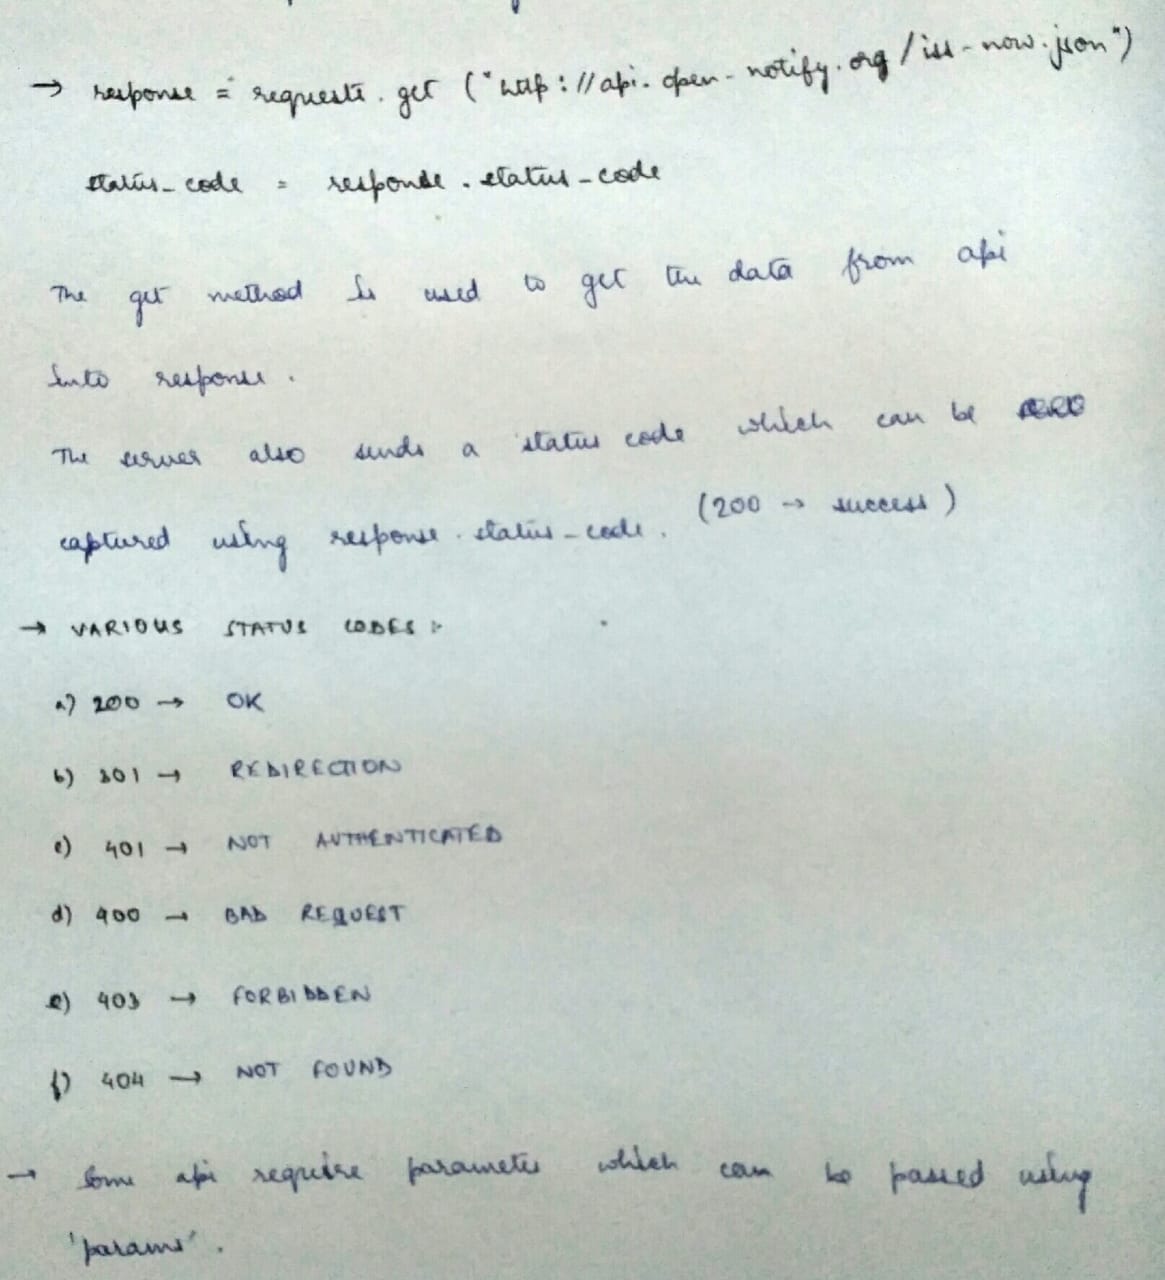 → response = requests.get ("http://api.open-notify.org/iss-now.json")
status_code = response.status_code
The get method is used to get the data from api
into response.
The server also sends a status code which can be
captured using response.status_code. (200 → success)
→ VARIOUS STATUS CODES :-
a) 200 → OK
b) 301 → REDIRECTION
c) 401 → NOT AUTHENTICATED
d) 400 → BAD REQUEST
e) 403 → FORBIDDEN
f) 404 → NOT FOUND
→ Some api require parameters which can be passed using
'params'.